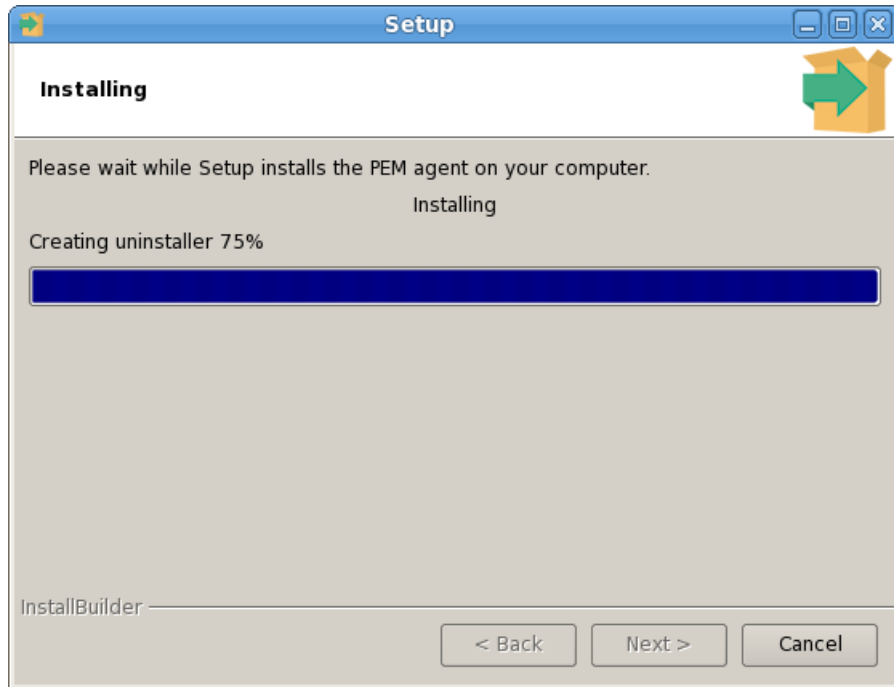 Setup
Installing
Please wait while Setup installs the PEM agent on your computer.
Installing
Creating uninstaller 75%
InstallBuilder
< Back
Next >
Cancel